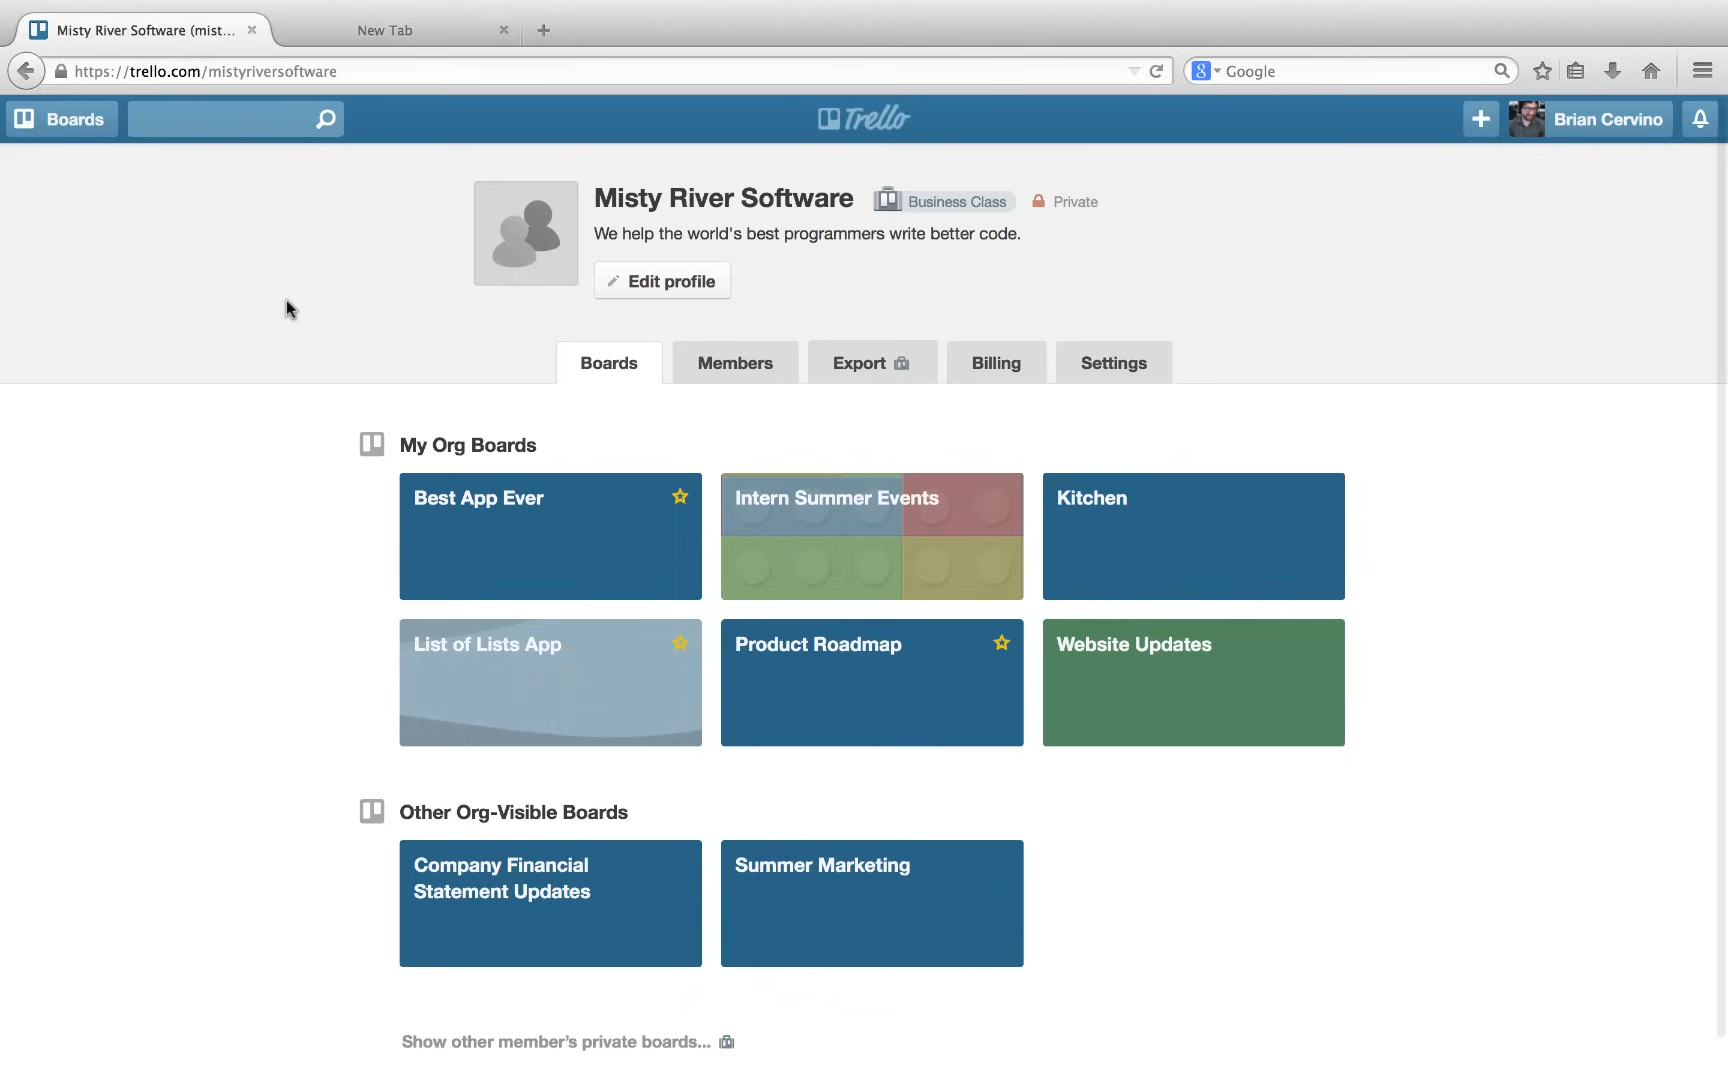 Misty River Software (mist...
New Tab
https://trello.com/mistyriversoftware
Google
Boards
Trello
Brian Cervino
Misty River Software
Business Class
Private
We help the world's best programmers write better code.
Edit profile
Boards
Members
Export
Billing
Settings
My Org Boards
Best App Ever
Intern Summer Events
Kitchen
List of Lists App
Product Roadmap
Website Updates
Other Org-Visible Boards
Company Financial
Statement Updates
Summer Marketing
Show other member's private boards...